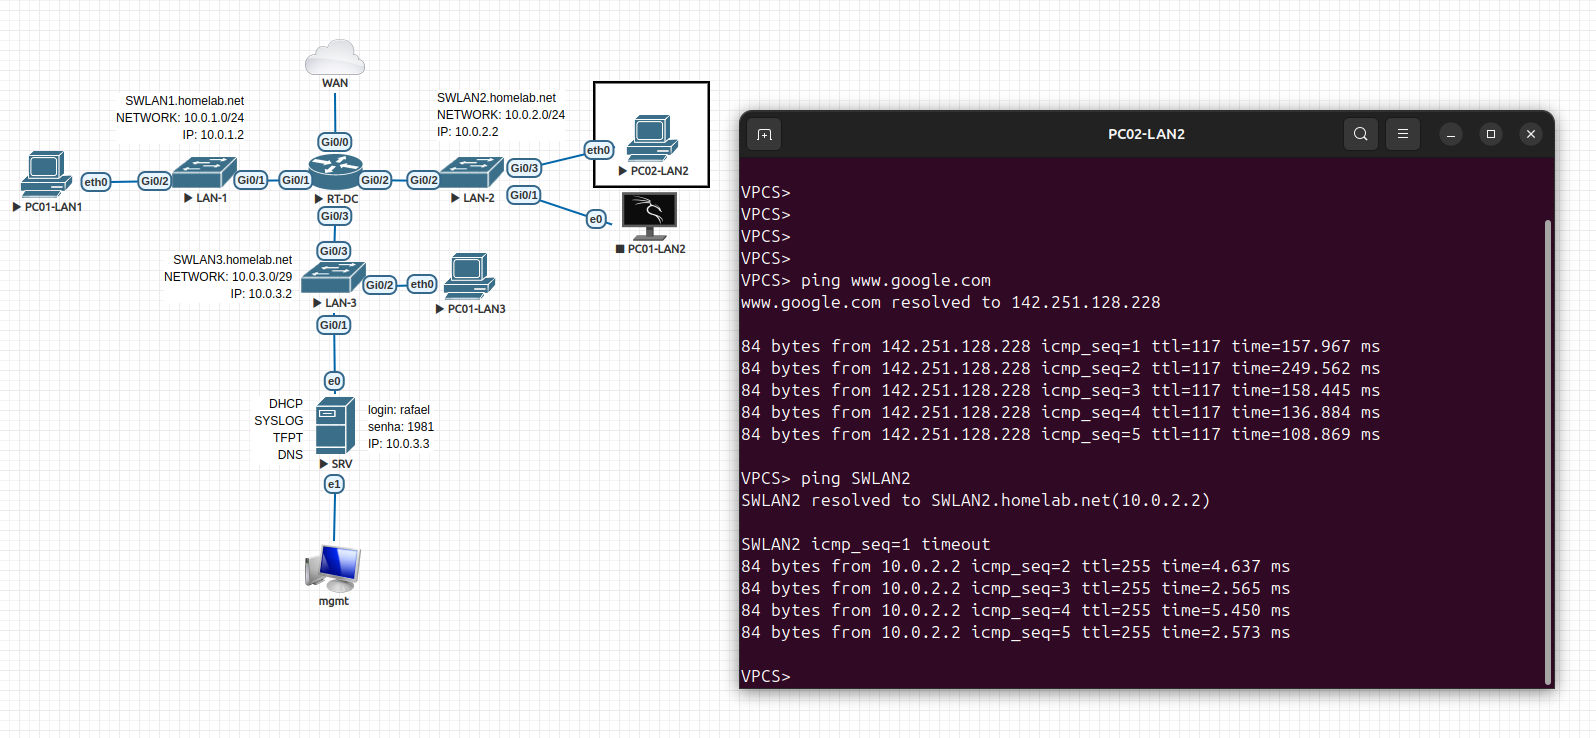 WAN
SWLAN1.homelab.net
NETWORK: 10.0.1.0/24
IP: 10.0.1.2
SWLAN2.homelab.net
NETWORK: 10.0.2.0/24
IP: 10.0.2.2
Gi0/0
eth0
PC02-LAN2
eth0
Gi0/2
Gi0/1
Gi0/1
Gi0/2
Gi0/2
Gi0/3
Gi0/1
PC01-LAN1
LAN-1
RT-DC
LAN-2
e0
PC01-LAN2
Gi0/3
Gi0/3
SWLAN3.homelab.net
NETWORK: 10.0.3.0/29
IP: 10.0.3.2
Gi0/2
eth0
LAN-3
PC01-LAN3
Gi0/1
e0
DHCP
SYSLOG
TFPT
DNS
login: rafael
senha: 1981
IP: 10.0.3.3
SRV
e1
mgmt
PC02-LAN2
VPCS>
VPCS>
VPCS>
VPCS>
VPCS> ping www.google.com
www.google.com resolved to 142.251.128.228
84 bytes from 142.251.128.228 icmp_seq=1 ttl=117 time=157.967 ms
84 bytes from 142.251.128.228 icmp_seq=2 ttl=117 time=249.562 ms
84 bytes from 142.251.128.228 icmp_seq=3 ttl=117 time=158.445 ms
84 bytes from 142.251.128.228 icmp_seq=4 ttl=117 time=136.884 ms
84 bytes from 142.251.128.228 icmp_seq=5 ttl=117 time=108.869 ms
VPCS> ping SWLAN2
SWLAN2 resolved to SWLAN2.homelab.net(10.0.2.2)
SWLAN2 icmp_seq=1 timeout
84 bytes from 10.0.2.2 icmp_seq=2 ttl=255 time=4.637 ms
84 bytes from 10.0.2.2 icmp_seq=3 ttl=255 time=2.565 ms
84 bytes from 10.0.2.2 icmp_seq=4 ttl=255 time=5.450 ms
84 bytes from 10.0.2.2 icmp_seq=5 ttl=255 time=2.573 ms
VPCS>